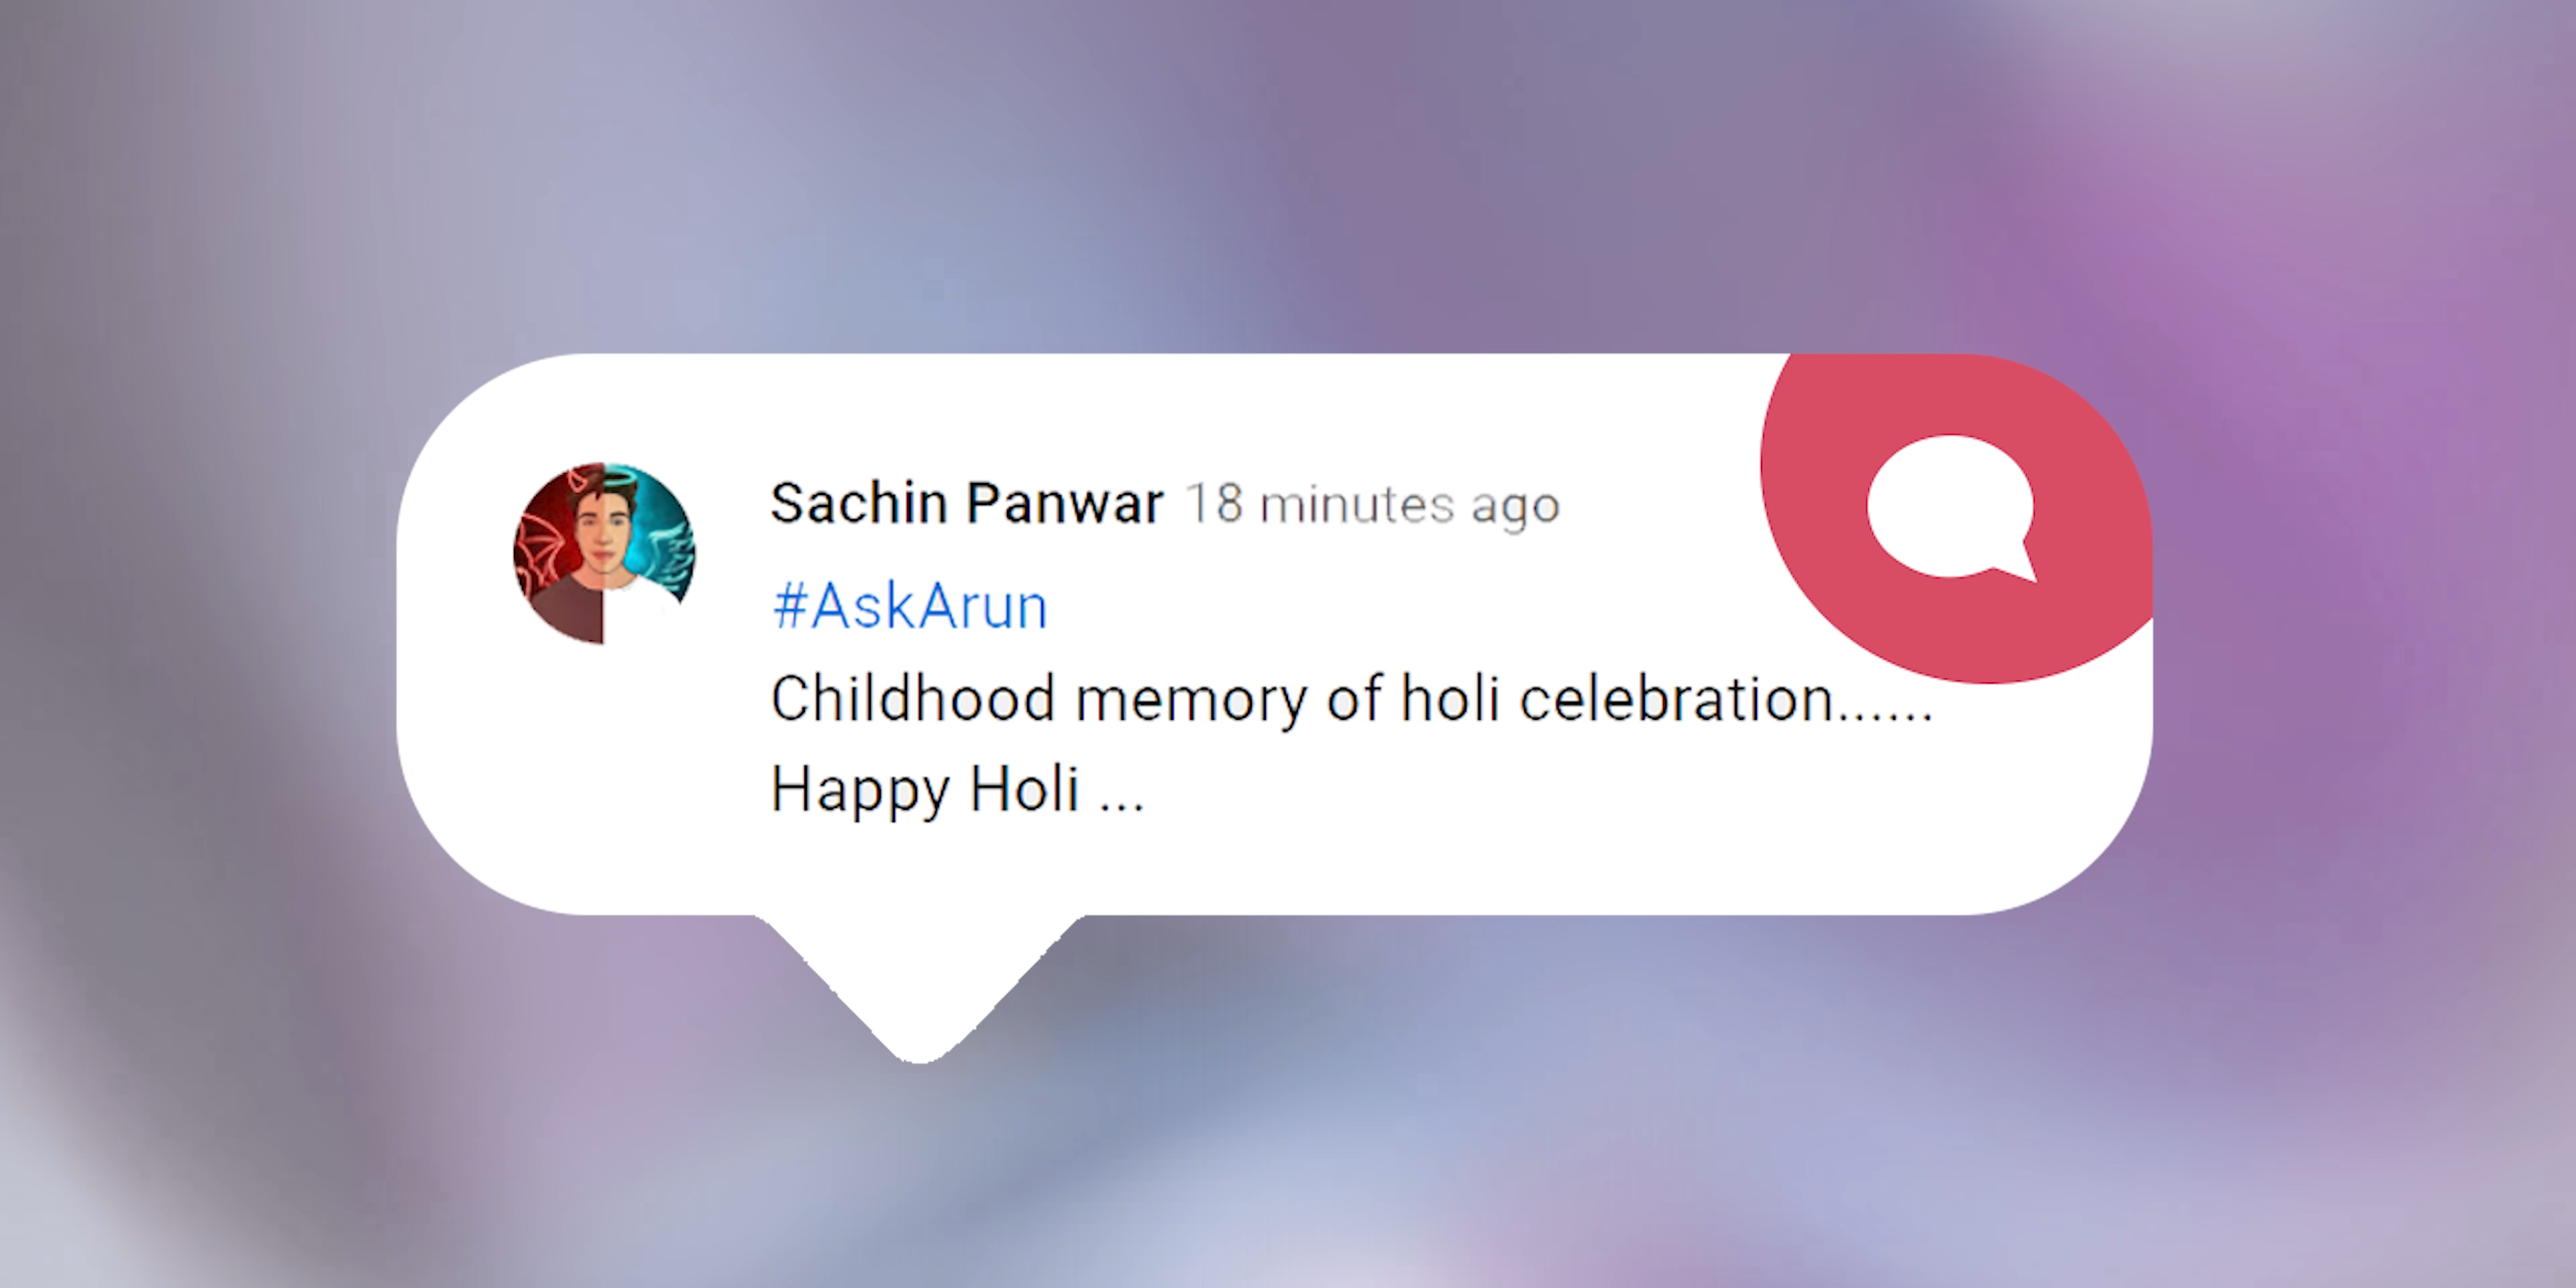 Sachin Panwar 18 minutes ago
#AskArun
Childhood memory of holi celebration......
Happy Holi ...